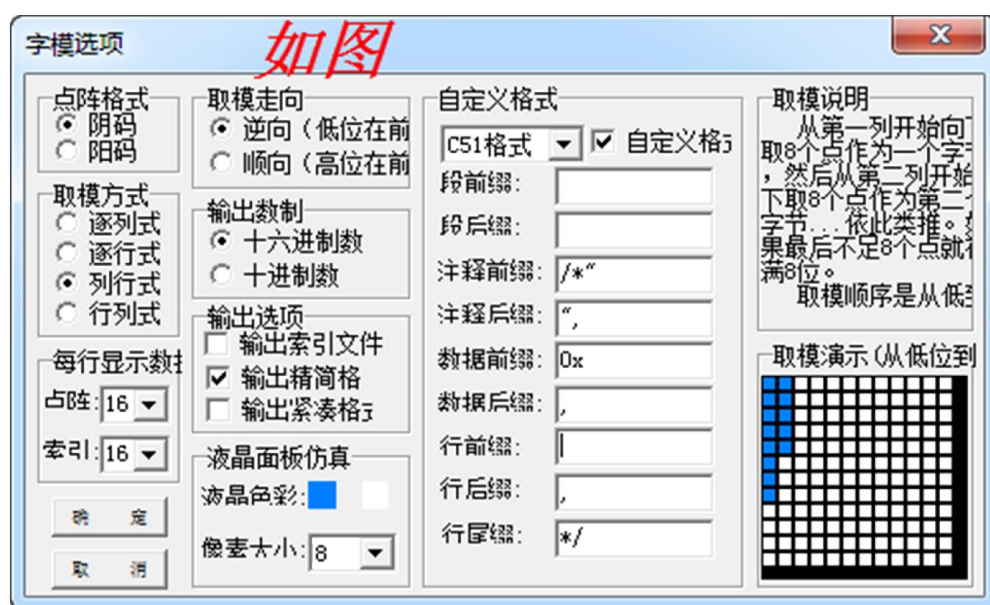 字模选项
如图
点阵格式
阴码
阳码
取模方式
逐列式
逐行式
列行式
行列式
每行显示数
点阵:16
索引:16
确 定
取 消
取模走向
逆向(低位在前
顺向(高位在前
输出数制
十六进制数
十进制数
输出选项
输出索引文件
输出精简格
输出紧凑格
液晶面板仿真
液晶色彩:
像素大小:8
自定义格式
C51格式 自定义格
段前缀:
段后缀:
注释前缀: /*"
注释后缀: ",
数据前缀: 0x
数据后缀: ,
行前缀:
行后缀: ,
行尾缀: */
取模说明
从第一列开始向
取8个点作为一个字
,然后从第二列开始
下取8个点作为第二
字节...依此类推。
果最后不足8个点就
满8位。
取模顺序是从低
取模演示(从低位到